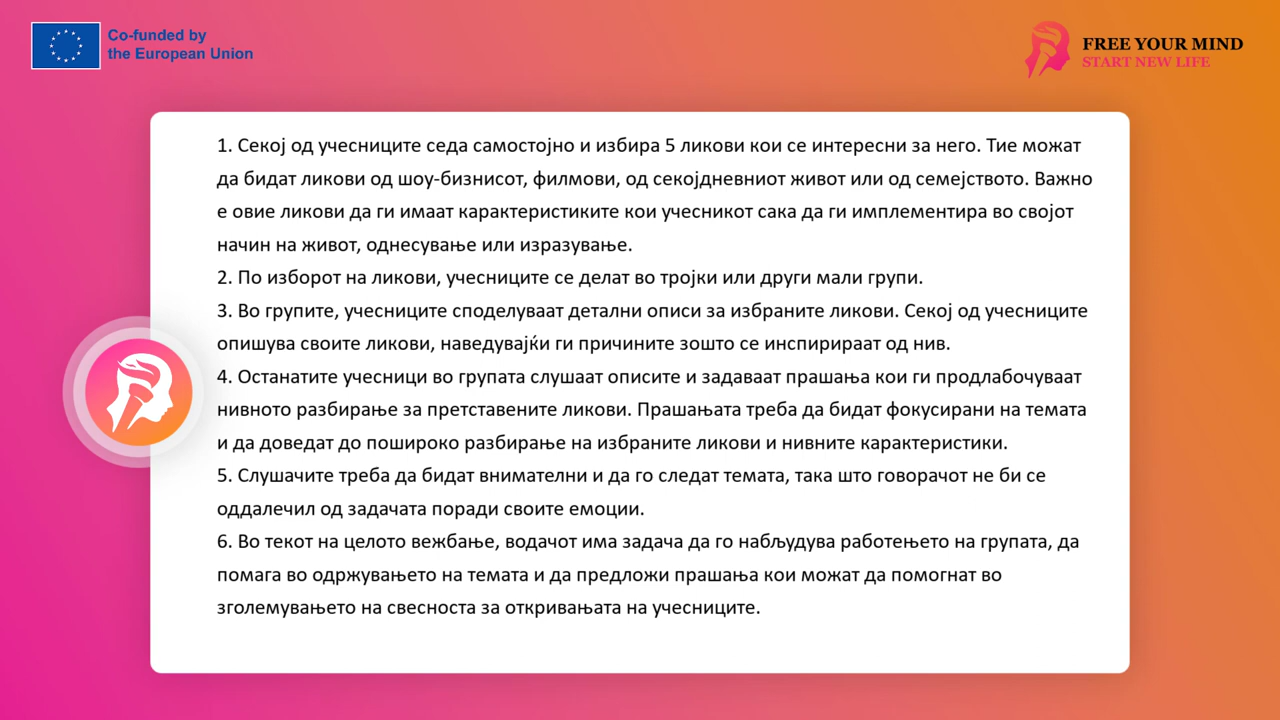 Co-funded by
the European Union
FREE YOUR MIND
START NEW LIFE
1. Секој од учесниците седа самостојно и избира 5 ликови кои се интересни за него. Тие можат
да бидат ликови од шоу-бизнисот, филмови, од секојдневниот живот или од семејството. Важно
е овие ликови да ги имаат карактеристиките кои учесникот сака да ги имплементира во својот
начин на живот, однесување или изразување.
2. По изборот на ликови, учесниците се делат во тројки или други мали групи.
3. Во групите, учесниците споделуваат детални описи за избраните ликови. Секој од учесниците
опишува своите ликови, наведувајќи ги причините зошто се инспирираат од нив.
4. Останатите учесници во групата слушаат описите и задаваат прашања кои ги продлабочуваат
нивното разбирање за претставените ликови. Прашањата треба да бидат фокусирани на темата
и да доведат до пошироко разбирање на избраните ликови и нивните карактеристики.
5. Слушачите треба да бидат внимателни и да го следат темата, така што говорачот не би се
оддалечил од задачата поради своите емоции.
6. Во текот на целото вежбање, водачот има задача да го набљудува работењето на групата, да
помага во одржувањето на темата и да предложи прашања кои можат да помогнат во
зголемувањето на свесноста за откривањата на учесниците.